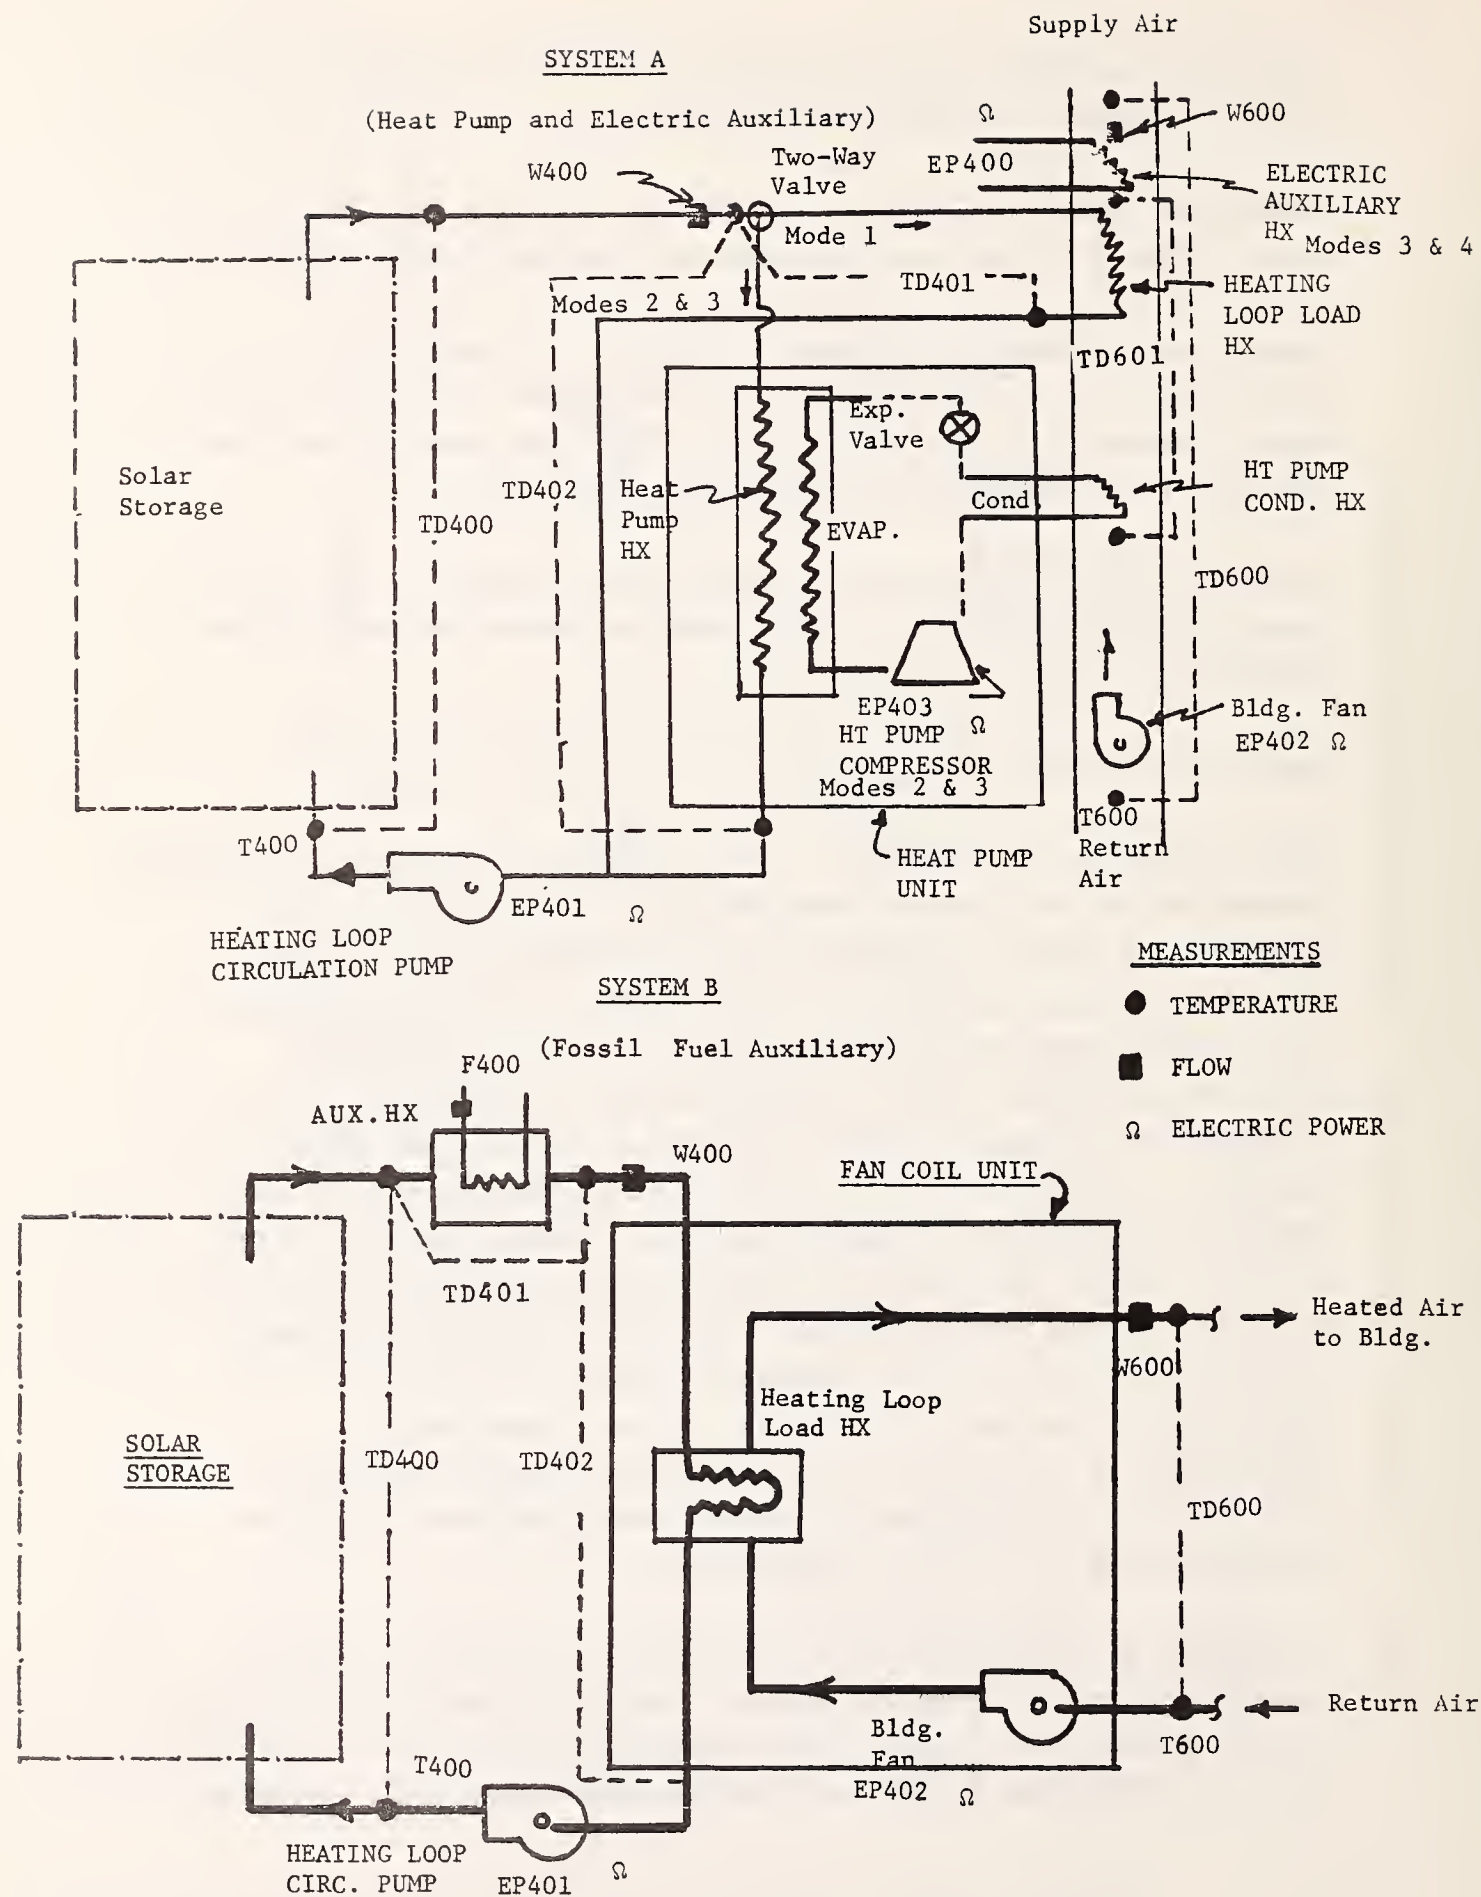 Supply Air
SYSTEM A
(Heat Pump and Electric Auxiliary)
Ω
W600
W400
Two-Way
Valve
EP400
ELECTRIC
AUXILIARY
HX Modes 3 & 4
Mode 1
TD401
Modes 2 & 3
HEATING
LOOP LOAD
HX
TD601
Exp.
Valve
Solar
Storage
TD400
TD402
Heat
Pump
HX
EVAP.
Cond
HT PUMP
COND. HX
TD600
EP403
Ω
HT PUMP
COMPRESSOR
Modes 2 & 3
Bldg. Fan
EP402 Ω
T600
Return
Air
T400
HEAT PUMP
UNIT
EP401
Ω
HEATING LOOP
CIRCULATION PUMP
MEASUREMENTS
TEMPERATURE
FLOW
Ω ELECTRIC POWER
SYSTEM B
(Fossil Fuel Auxiliary)
F400
AUX.HX
W400
FAN COIL UNIT
TD401
Heated Air
to Bldg.
W600
Heating Loop
Load HX
SOLAR
STORAGE
TD400
TD402
TD600
Return Air
T600
Bldg.
Fan
EP402 Ω
T400
HEATING LOOP
CIRC. PUMP
EP401
Ω